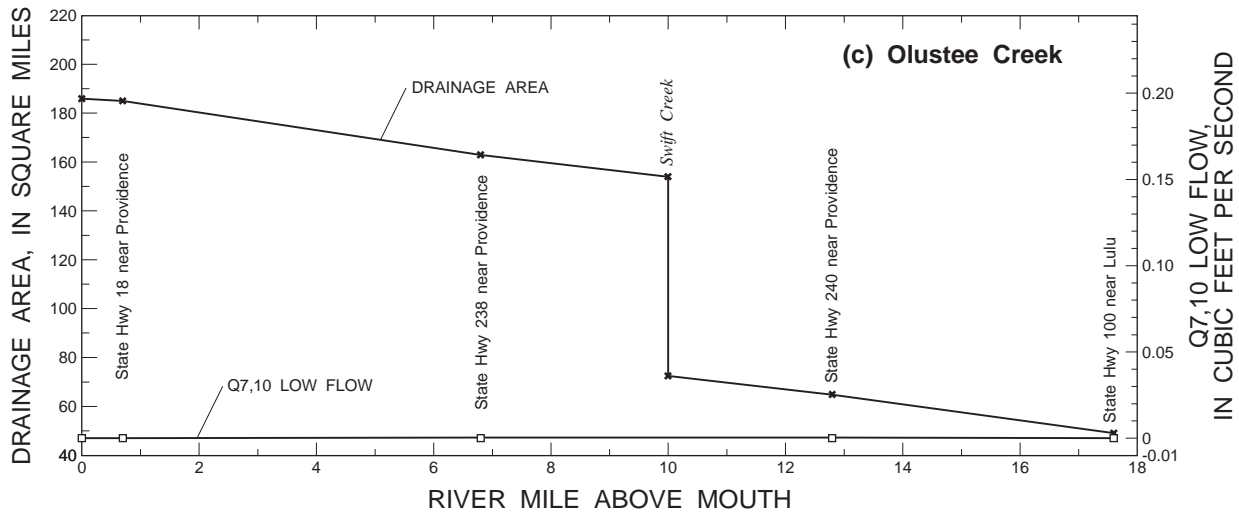 (c) Olustee Creek
DRAINAGE AREA, IN SQUARE MILES
220
200
180
160
140
120
100
80
60
40
DRAINAGE AREA
Q7,10 LOW FLOW
State Hwy 18 near Providence
State Hwy 238 near Providence
Swift Creek
State Hwy 240 near Providence
State Hwy 100 near Lulu
0.20
0.15
0.10
0.05
0
-0.01
Q7,10 LOW FLOW,
IN CUBIC FEET PER SECOND
0 2 4 6 8 10 12 14 16 18
RIVER MILE ABOVE MOUTH